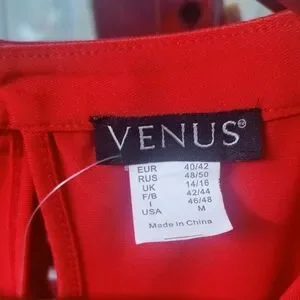 VENUS®
EUR 40/42
RUS 48/50
UK 14/16
F/B 42/44
I 46/48
USA M
Made in China